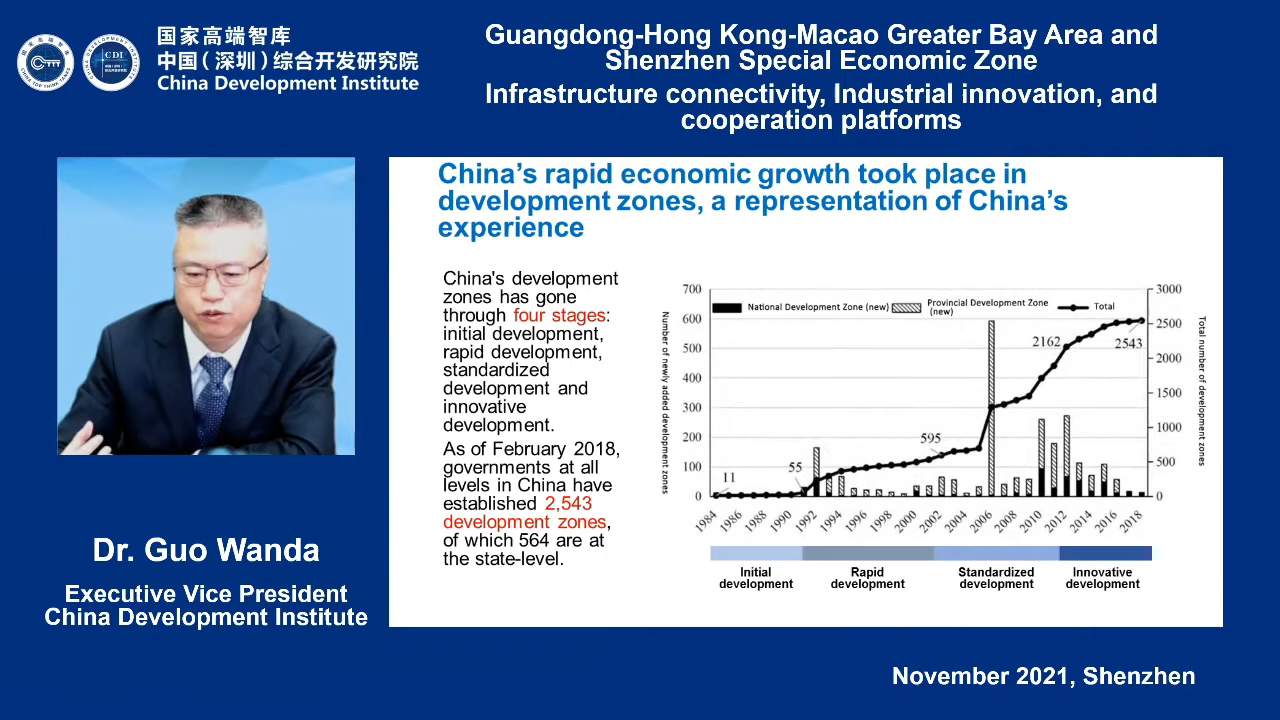 国家高端智库
中国（深圳）综合开发研究院
China Development Institute
CDI
Guangdong-Hong Kong-Macao Greater Bay Area and
Shenzhen Special Economic Zone
Infrastructure connectivity, Industrial innovation, and
cooperation platforms
China's rapid economic growth took place in
development zones, a representation of China's
experience
China's development
zones has gone
through four stages:
initial development,
rapid development,
standardized
development and
innovative
development.
As of February 2018,
governments at all
levels in China have
established 2,543
development zones,
of which 564 are at
the state-level.
National Development Zone (new)
Provincial Development Zone
(new)
Total
Number of newly added development zones
700
600
500
400
300
200
100
0
3000
2500
2000
1500
1000
500
0
Total number of development zones
11
55
595
2162
2543
1984
1986
1988
1990
1992
1994
1996
1998
2000
2002
2004
2006
2008
2010
2012
2014
2016
2018
Initial
development
Rapid
development
Standardized
development
Innovative
development
Dr. Guo Wanda
Executive Vice President
China Development Institute
November 2021, Shenzhen